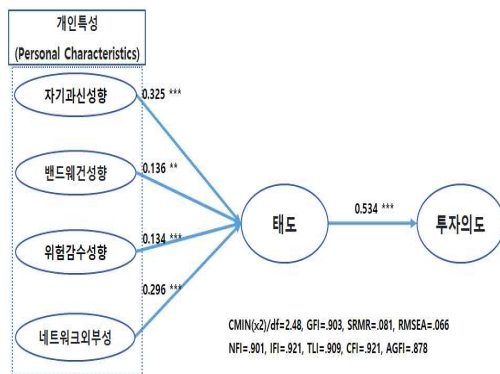 개인특성
(Personal Characteristics)
자기과신성향
0.325 ***
밴드웨건성향
0.136 **
위험감수성향
0.134 ***
네트워크외부성
0.296 ***
태도
0.534 ***
투자의도
CMIN(x2)/df=2.48, GFI=.903, SRMR=.081, RMSEA=.066
NFI=.901, IFI=.921, TLI=.909, CFI=.921, AGFI=.878